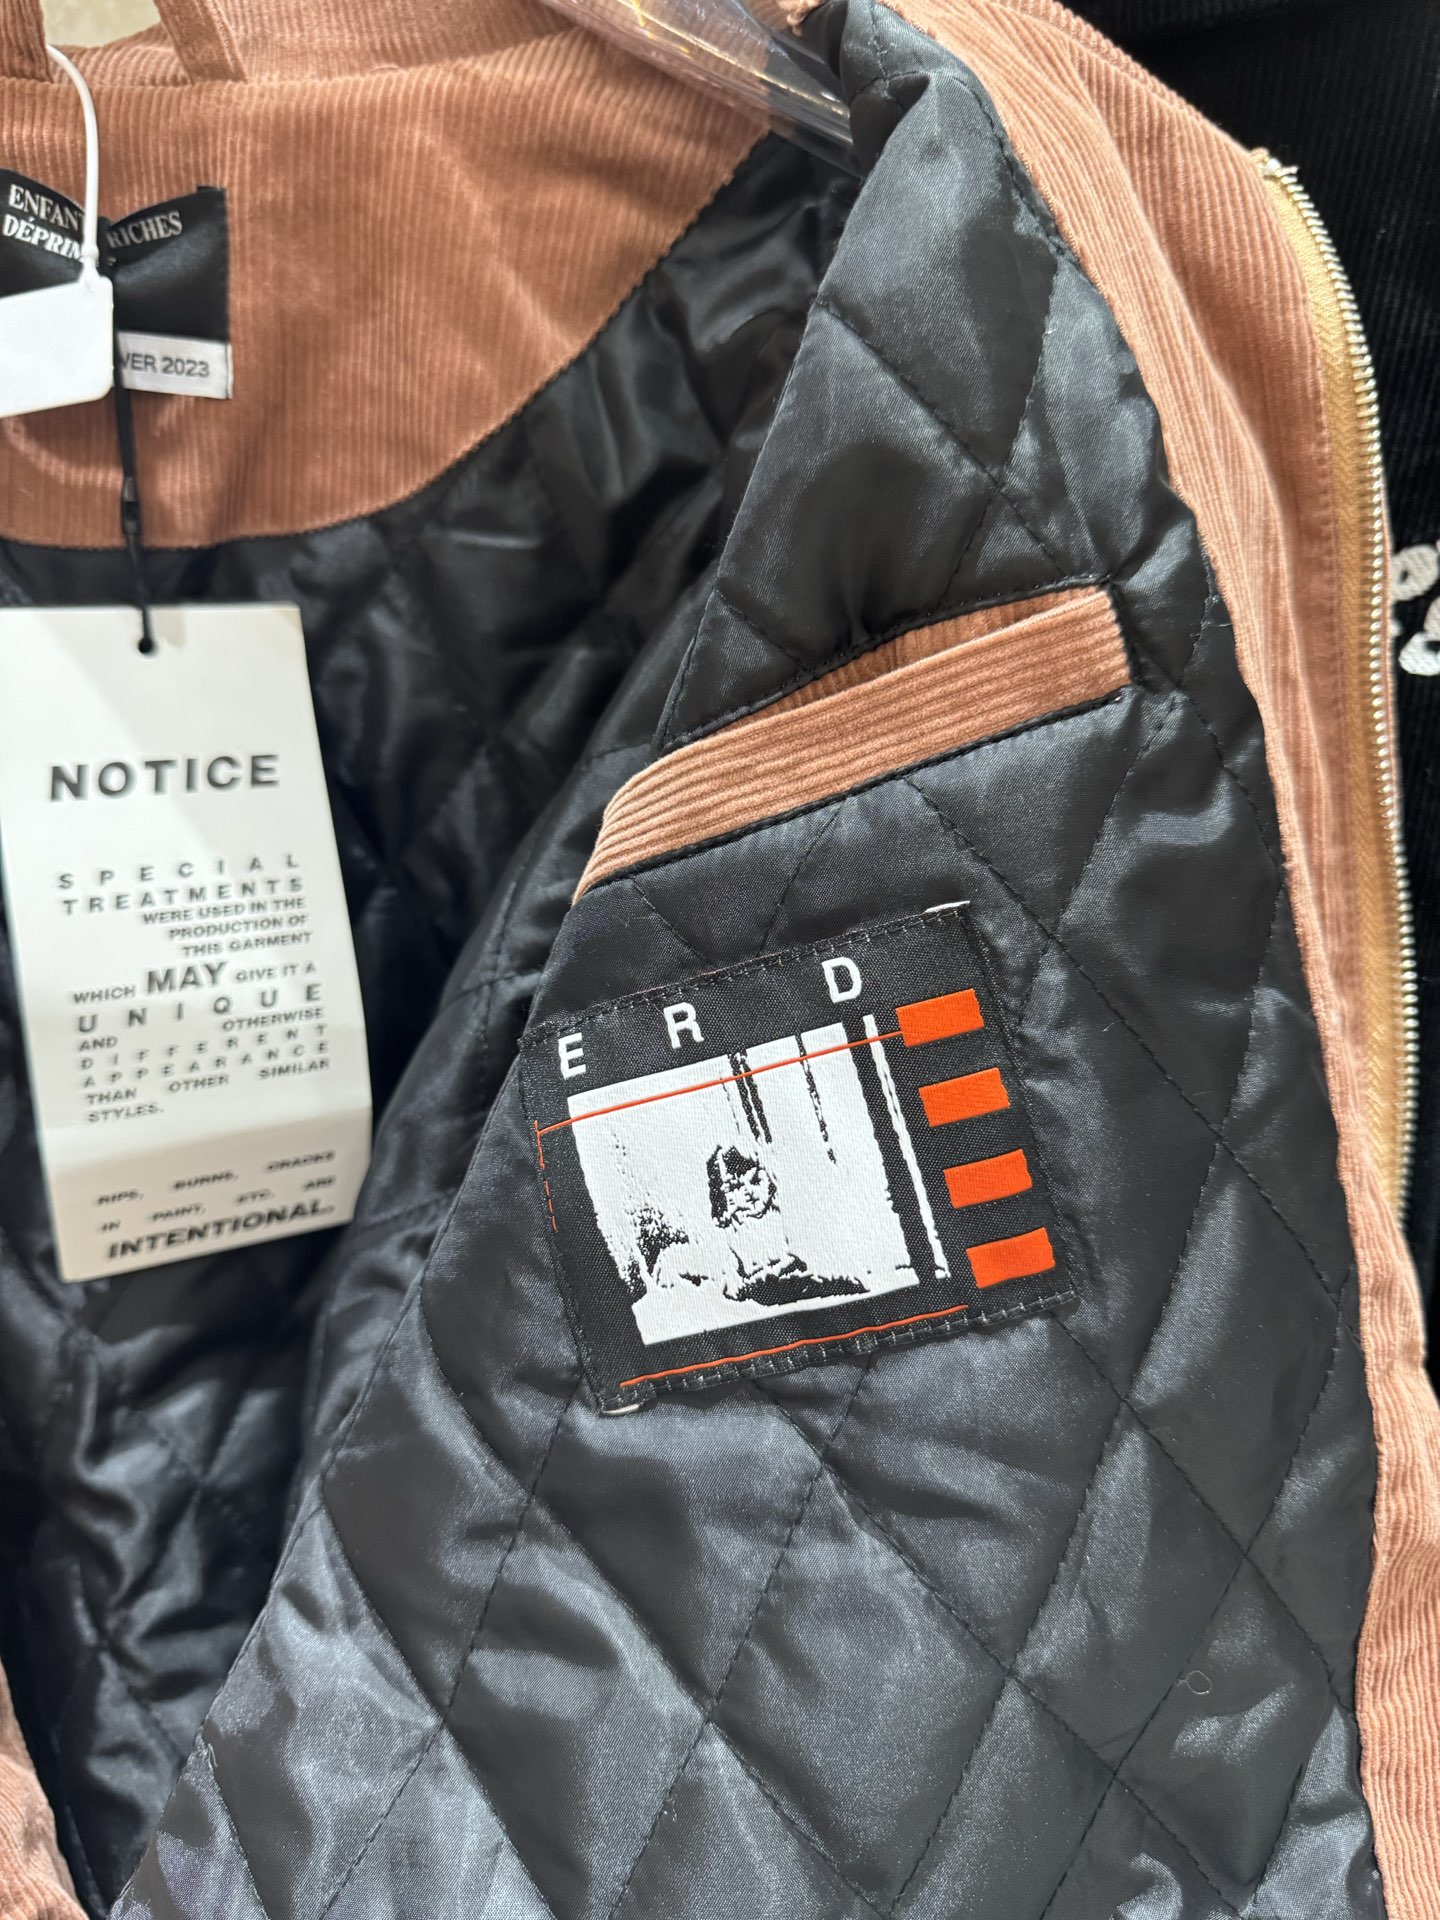 ENFAN RICHES
DÉPRIM
VER 2023
NOTICE
SPECIAL
TREATMENTS
WERE USED IN THE
PRODUCTION OF
THIS GARMENT
WHICH MAY GIVE IT A
UNIQUE
AND OTHERWISE
DIFFERENT
APPEARANCE
THAN OTHER SIMILAR
STYLES.
RIPS, BURNS, CRACKS
IN PAINT, ETC. ARE
INTENTIONAL.
E R D